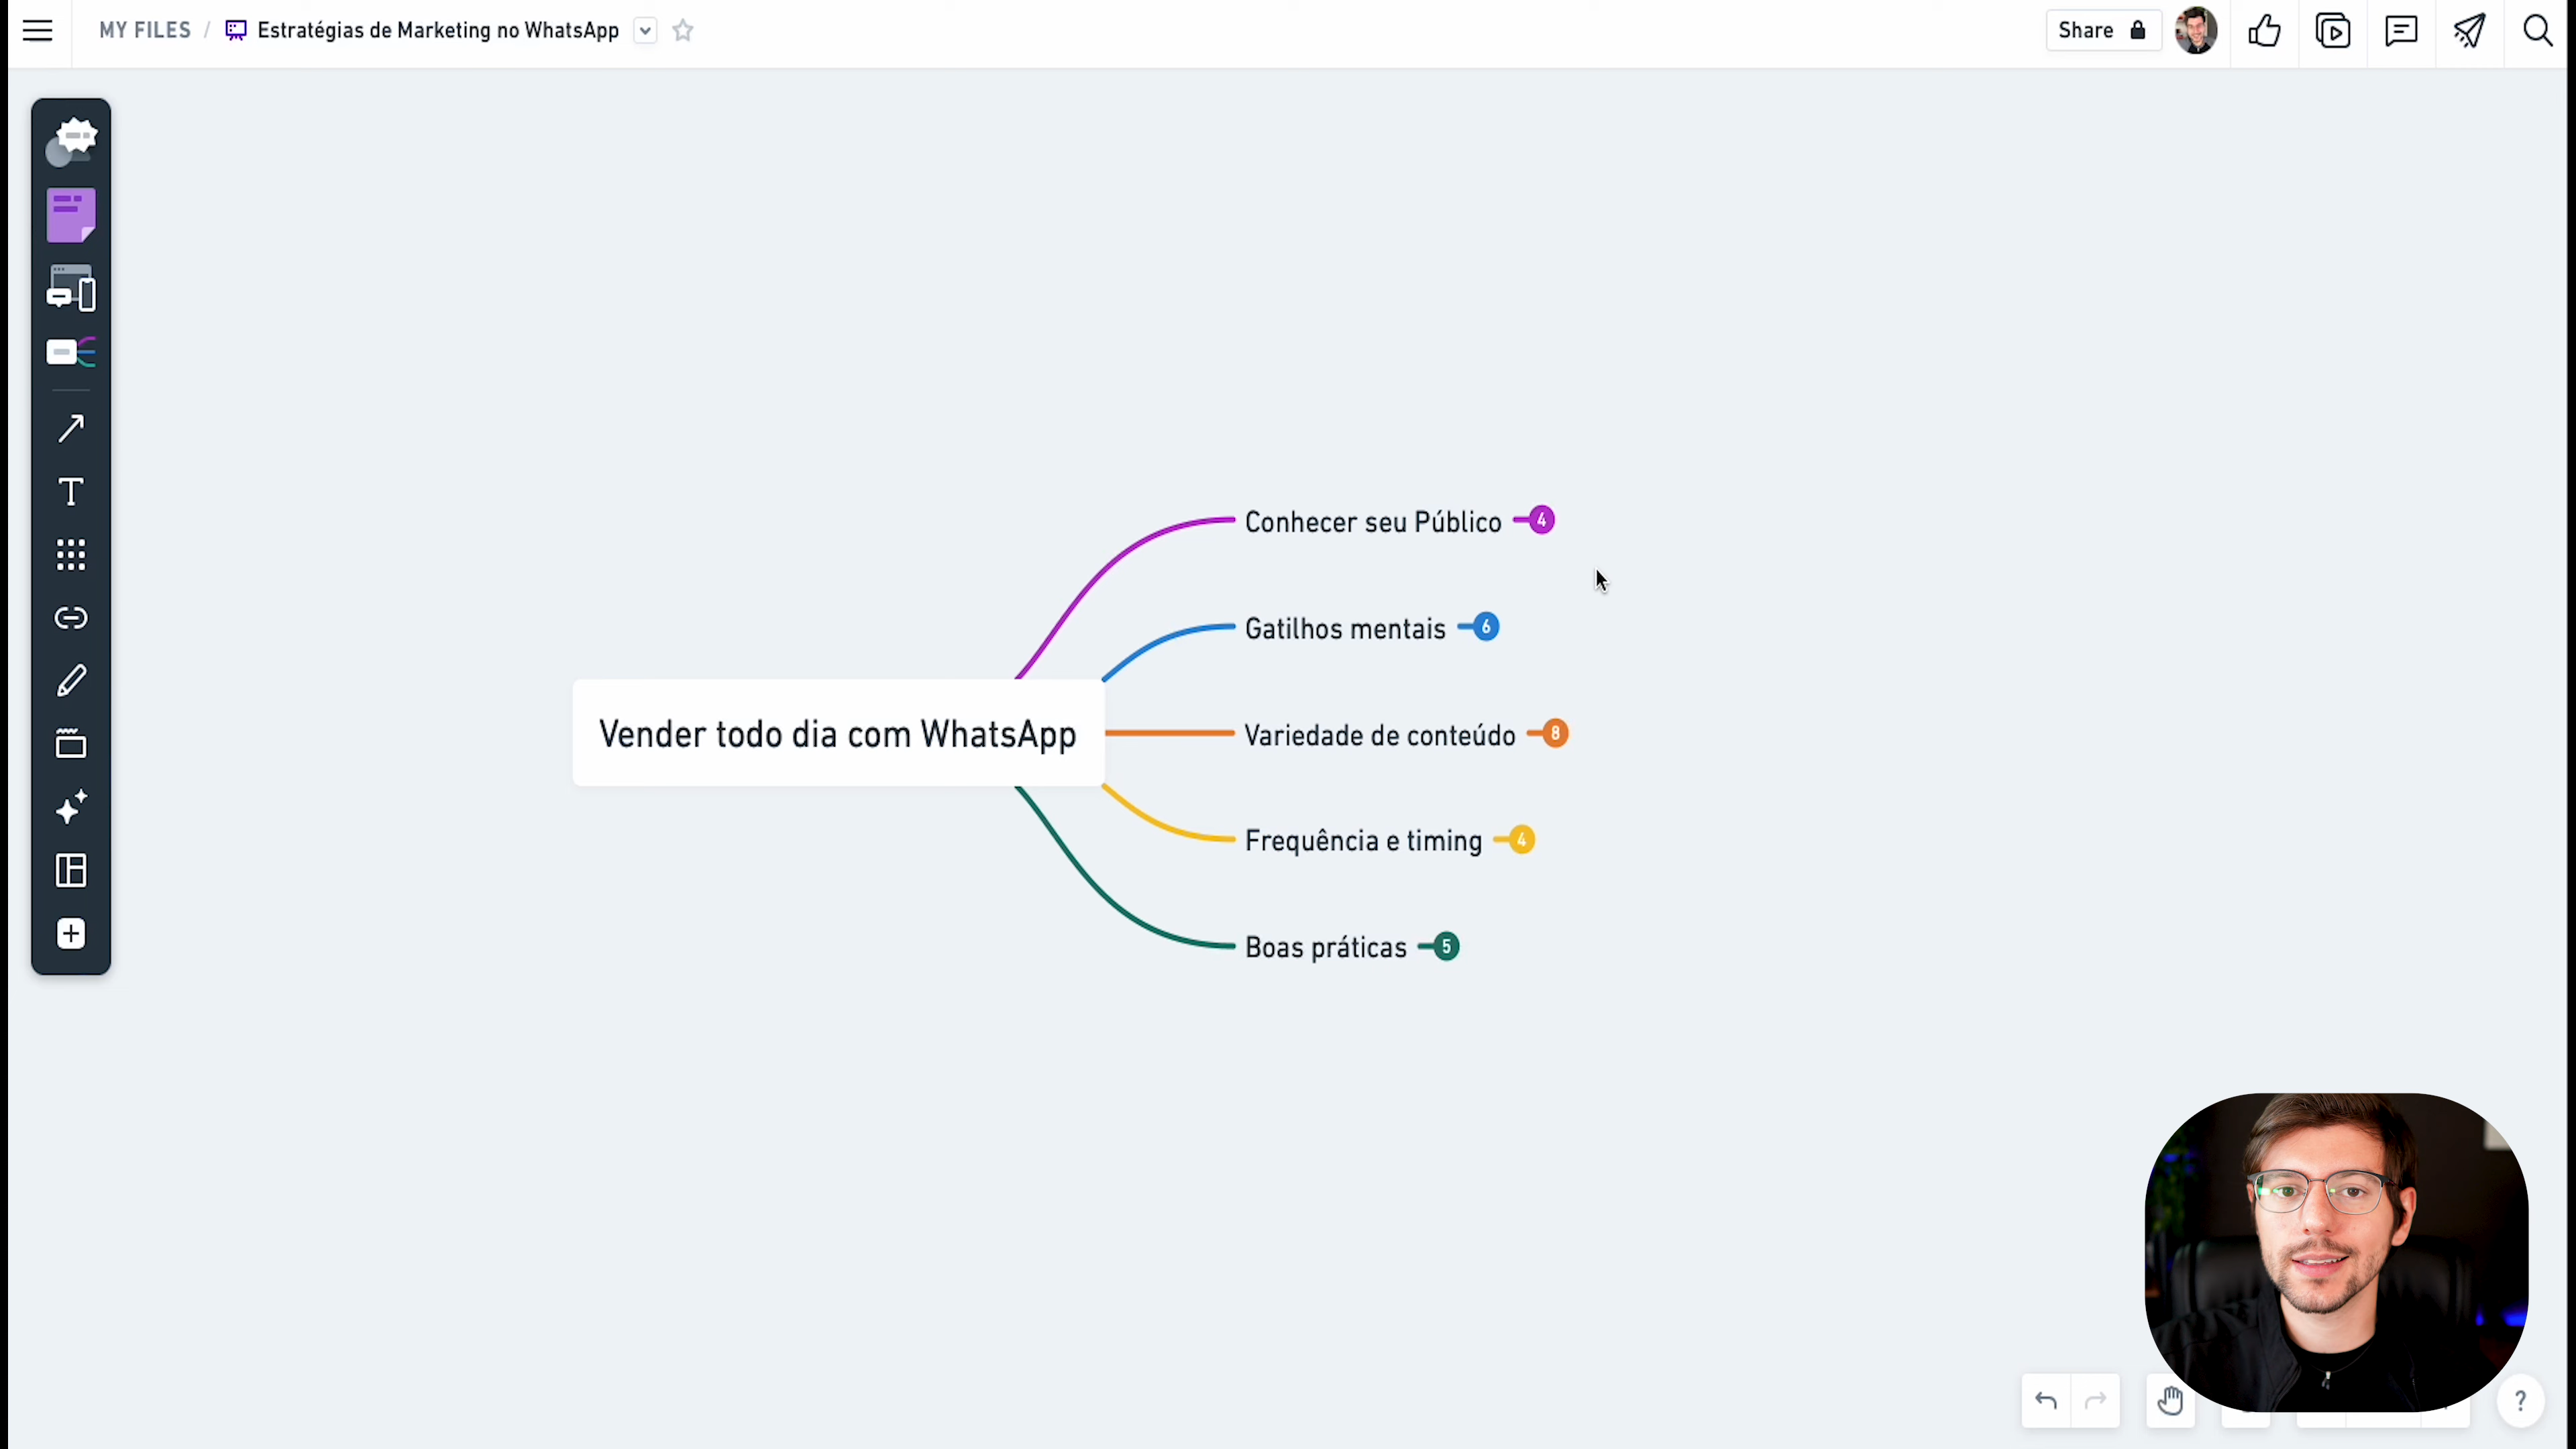 MY FILES / Estratégias de Marketing no WhatsApp
Share
Conhecer seu Público 4
Gatilhos mentais 6
Vender todo dia com WhatsApp
Variedade de conteúdo 8
Frequência e timing 4
Boas práticas 5
?